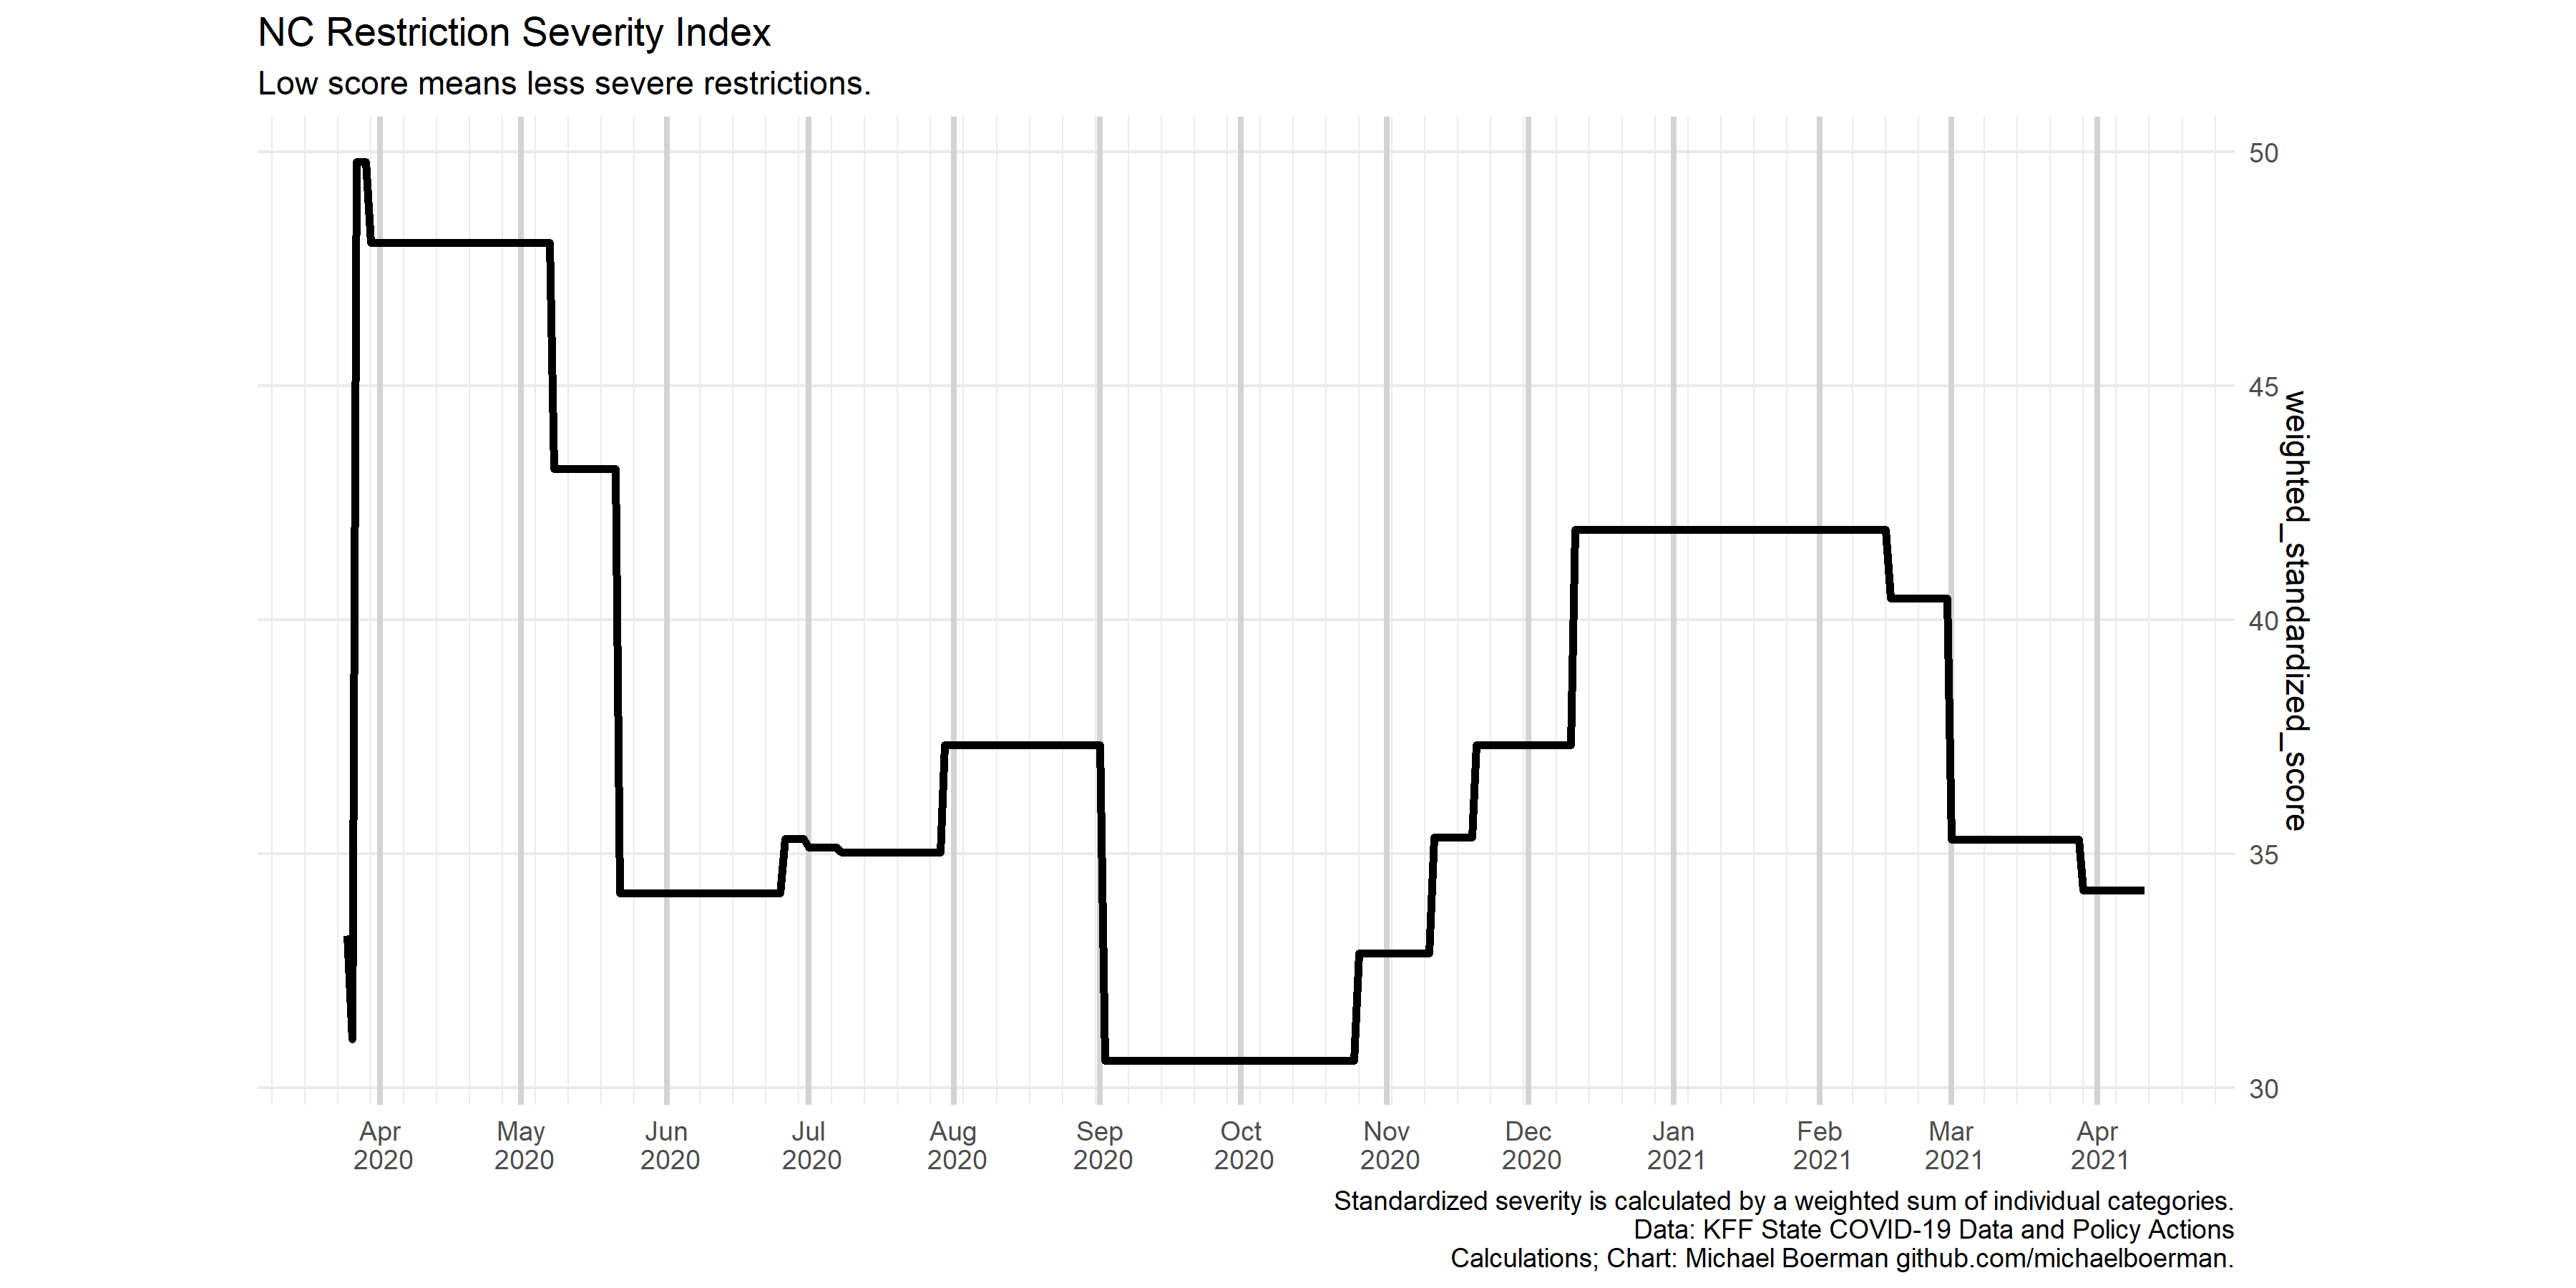 NC Restriction Severity Index
Low score means less severe restrictions.
50
45
40
35
30
weighted_standardized_score
Apr
2020
May
2020
Jun
2020
Jul
2020
Aug
2020
Sep
2020
Oct
2020
Nov
2020
Dec
2020
Jan
2021
Feb
2021
Mar
2021
Apr
2021
Standardized severity is calculated by a weighted sum of individual categories.
Data: KFF State COVID-19 Data and Policy Actions
Calculations; Chart: Michael Boerman github.com/michaelboerman.